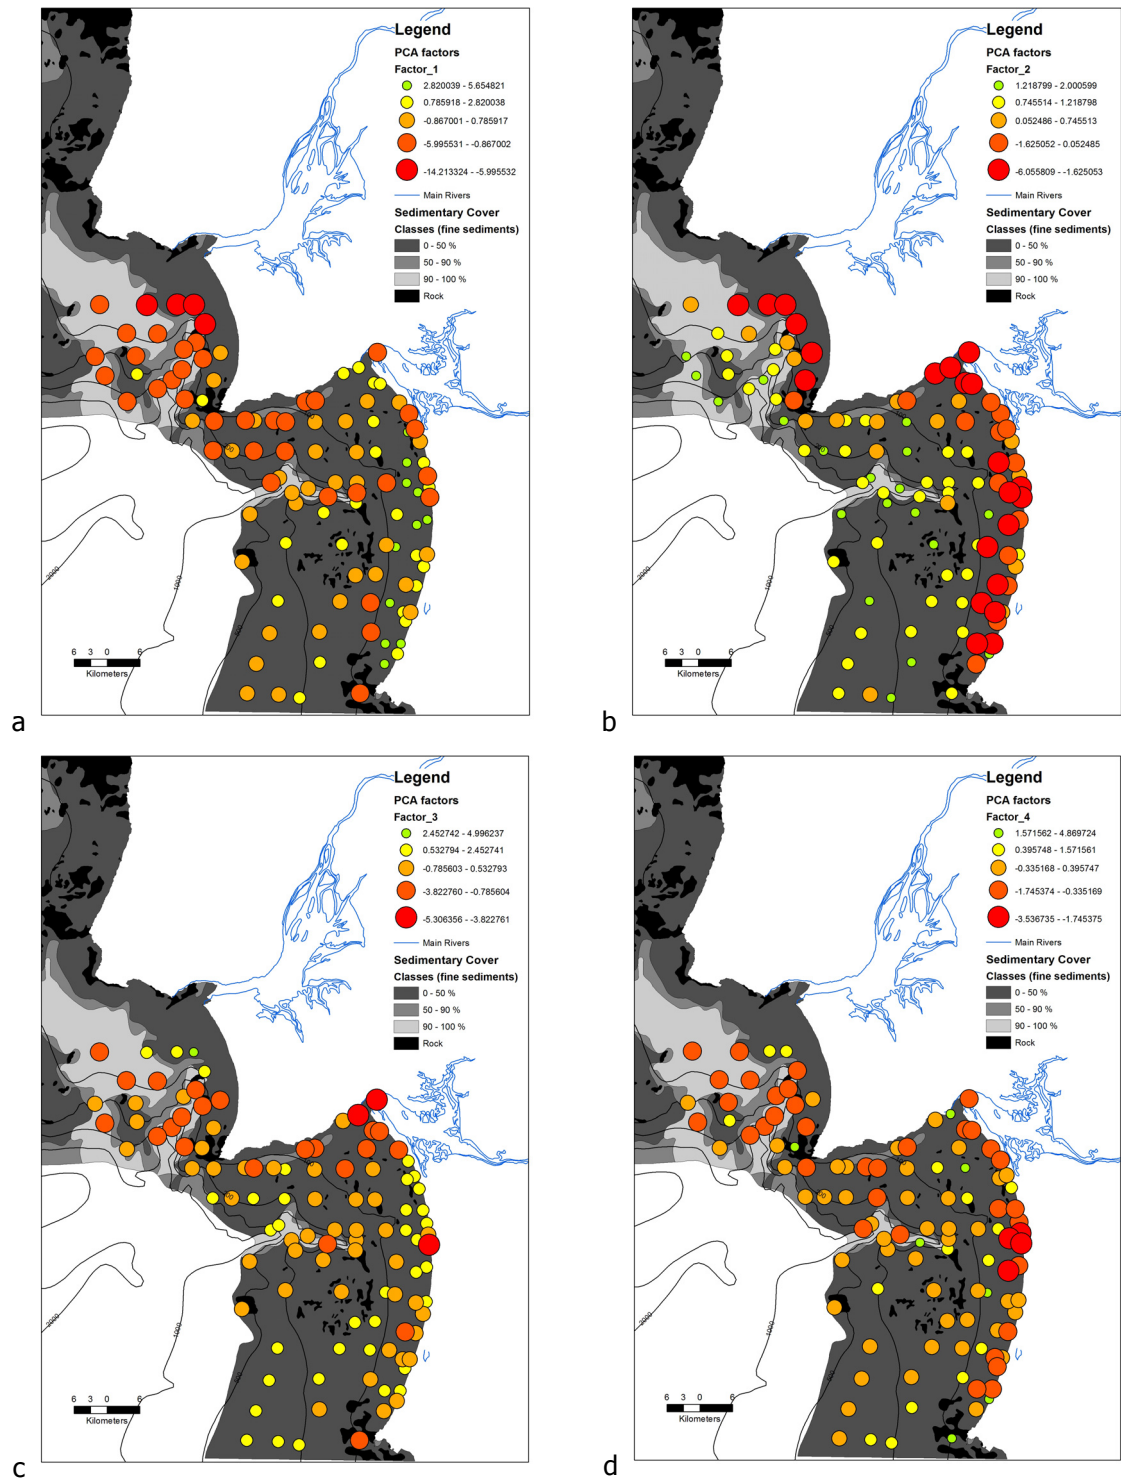 Legend
PCA factors
Factor_1
2.820039 - 5.654821
0.785918 - 2.820038
-0.867001 - 0.785917
-5.995531 - -0.867002
-14.213324 - -5.995532
Main Rivers
Sedimentary Cover
Classes (fine sediments)
0 - 50 %
50 - 90 %
90 - 100 %
Rock
2000
1000
6 3 0 6
Kilometers
a
Legend
PCA factors
Factor_2
1.218799 - 2.000599
0.745514 - 1.218798
0.052486 - 0.745513
-1.625052 - 0.052485
-6.055809 - -1.625053
Main Rivers
Sedimentary Cover
Classes (fine sediments)
0 - 50 %
50 - 90 %
90 - 100 %
Rock
2000
1000
6 3 0 6
Kilometers
b
Legend
PCA factors
Factor_3
2.452742 - 4.996237
0.532794 - 2.452741
-0.785603 - 0.532793
-3.822760 - -0.785604
-5.306356 - -3.822761
Main Rivers
Sedimentary Cover
Classes (fine sediments)
0 - 50 %
50 - 90 %
90 - 100 %
Rock
2000
1000
6 3 0 6
Kilometers
c
Legend
PCA factors
Factor_4
1.571562 - 4.869724
0.395748 - 1.571561
-0.335168 - 0.395747
-1.745374 - -0.335169
-3.536735 - -1.745375
Main Rivers
Sedimentary Cover
Classes (fine sediments)
0 - 50 %
50 - 90 %
90 - 100 %
Rock
2000
1000
6 3 0 6
Kilometers
d